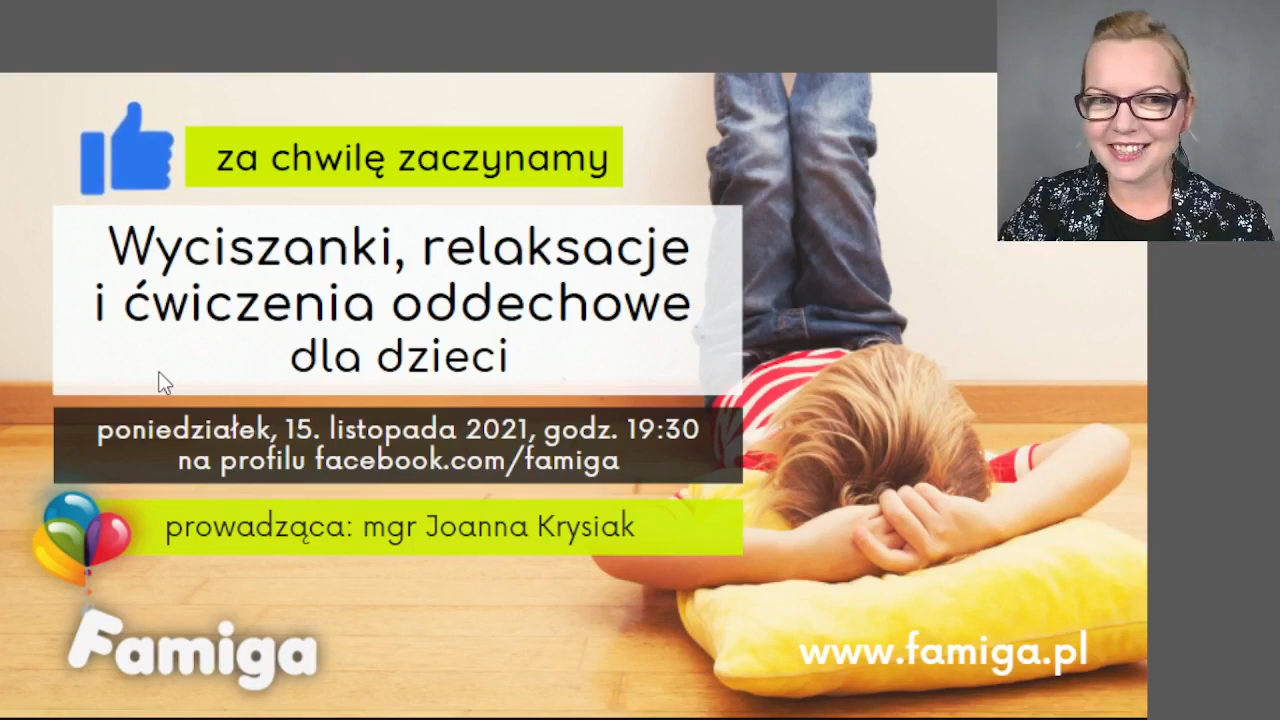 za chwilę zaczynamy
Wyciszanki, relaksacje
i ćwiczenia oddechowe
dla dzieci
poniedziałek, 15. listopada 2021, godz. 19:30
na profilu facebook.com/famiga
prowadząca: mgr Joanna Krysiak
Famiga
www.famiga.pl